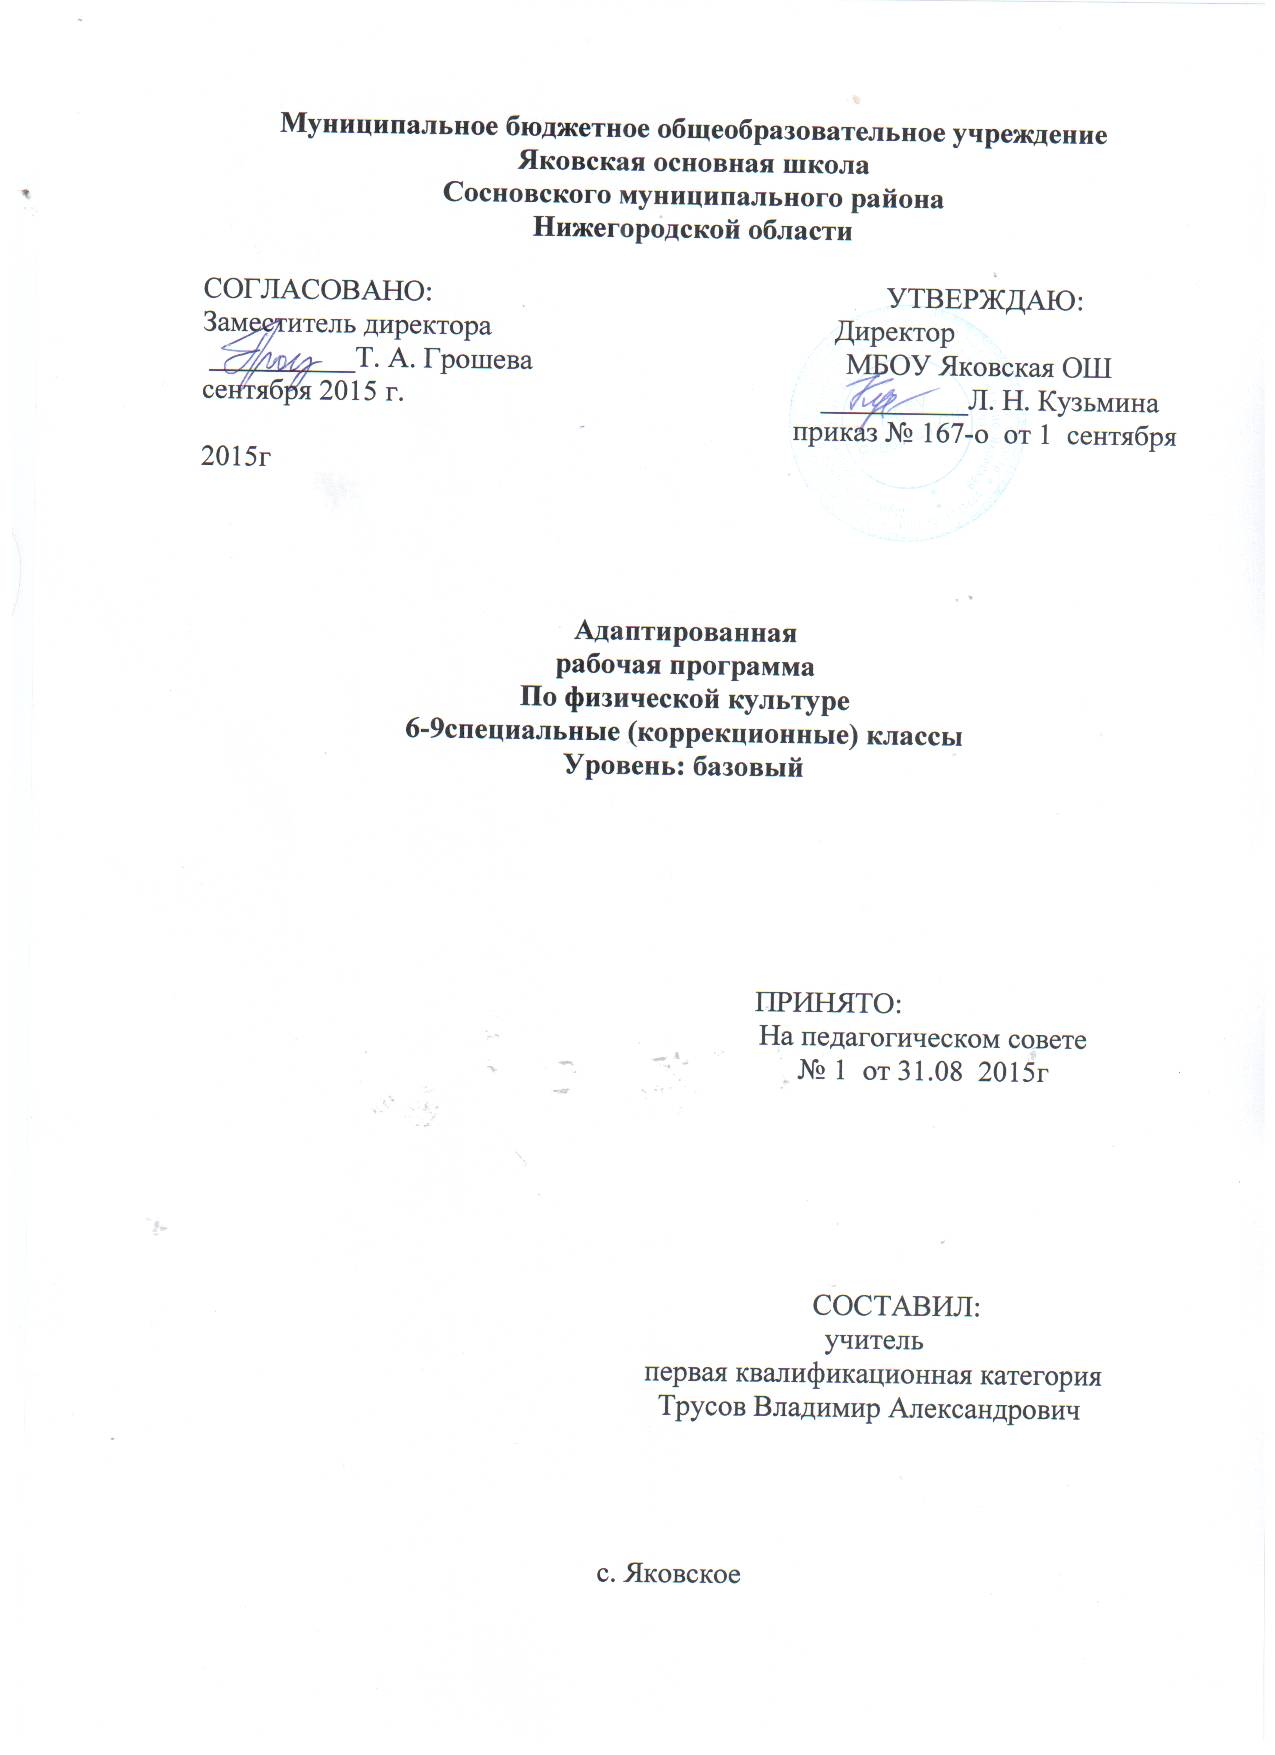 Муниципальное бюджетное общеобразовательное учреждение
Яковская основная школа
Сосновского муниципального района
Нижегородской области
СОГЛАСОВАНО:
Заместитель директора
__________Т. А. Грошева
сентября 2015 г.
УТВЕРЖДАЮ:
Директор
МБОУ Яковская ОШ
__________Л. Н. Кузьмина
приказ № 167-о от 1 сентября
2015г
Адаптированная
рабочая программа
По физической культуре
6-9специальные (коррекционные) классы
Уровень: базовый
ПРИНЯТО:
На педагогическом совете
№ 1 от 31.08 2015г
СОСТАВИЛ:
учитель
первая квалификационная категория
Трусов Владимир Александрович
с. Яковское